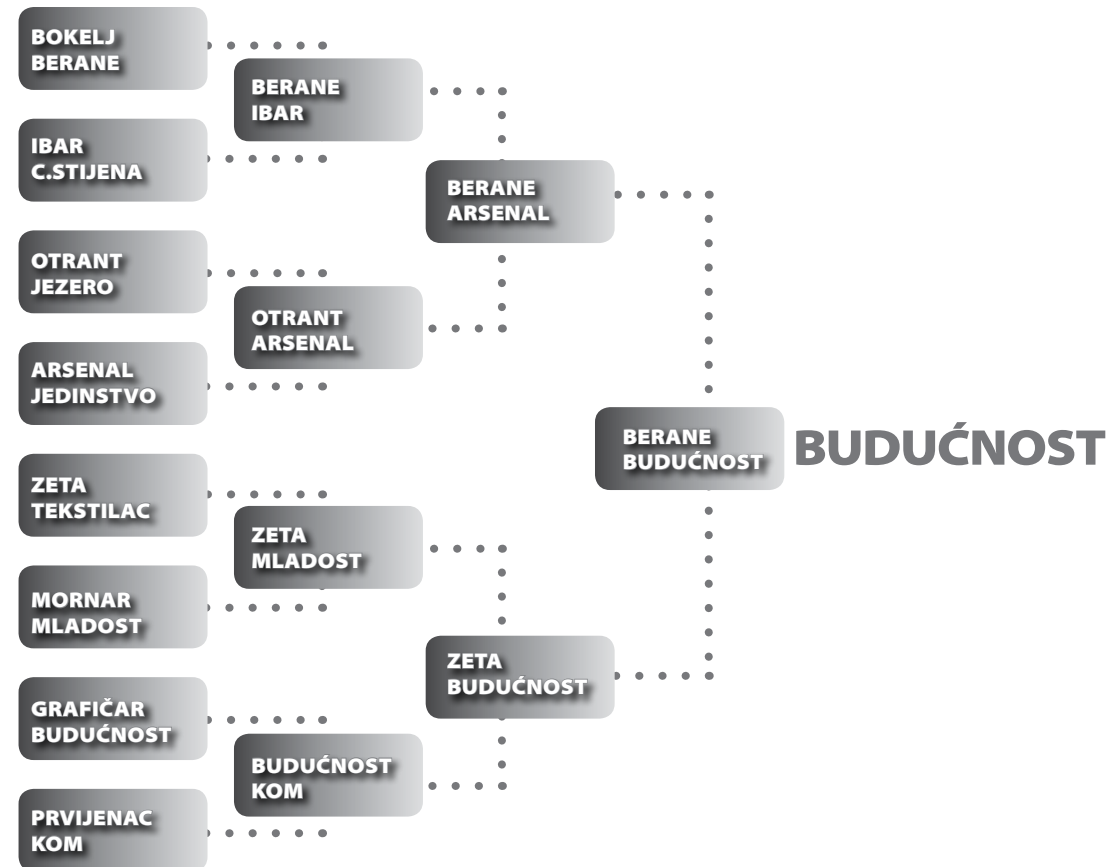 BOKELJ
BERANE
IBAR
C.STIJENA
OTRANT
JEZERO
ARSENAL
JEDINSTVO
ZETA
TEKSTILAC
MORNAR
MLADOST
GRAFIČAR
BUDUĆNOST
PRVIJENAC
KOM
BERANE
IBAR
OTRANT
ARSENAL
ZETA
MLADOST
BUDUĆNOST
KOM
BERANE
ARSENAL
ZETA
BUDUĆNOST
BERANE
BUDUĆNOST
BUDUĆNOST